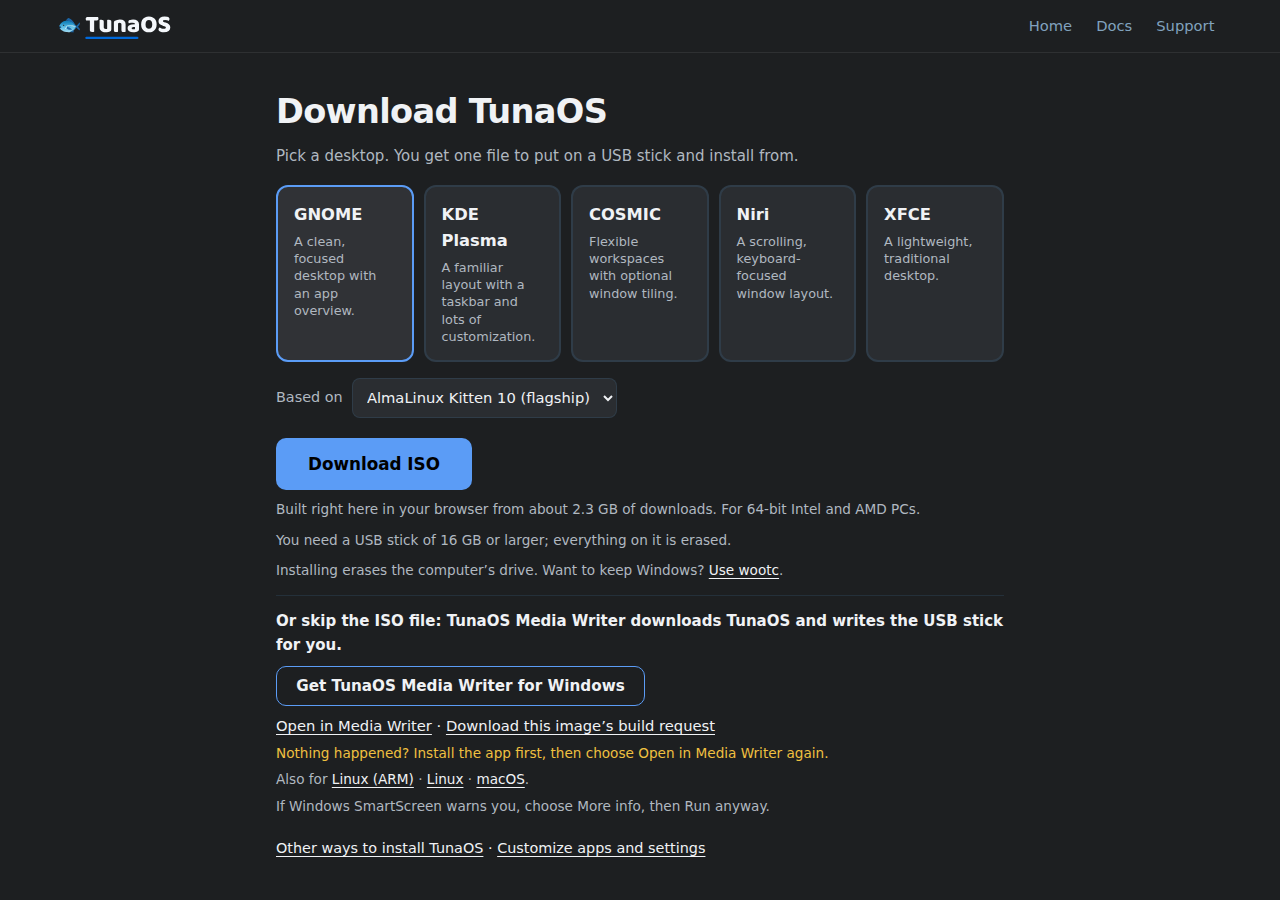 TunaOS
Home
Docs
Support
Download TunaOS
Pick a desktop. You get one file to put on a USB stick and install from.
GNOME
A clean,
focused
desktop with
an app
overview.
KDE
Plasma
A familiar
layout with a
taskbar and
lots of
customization.
COSMIC
Flexible
workspaces
with optional
window tiling.
Niri
A scrolling,
keyboard-
focused
window layout.
XFCE
A lightweight,
traditional
desktop.
Based on AlmaLinux Kitten 10 (flagship)
Download ISO
Built right here in your browser from about 2.3 GB of downloads. For 64-bit Intel and AMD PCs.
You need a USB stick of 16 GB or larger; everything on it is erased.
Installing erases the computer’s drive. Want to keep Windows? Use wootc.
Or skip the ISO file: TunaOS Media Writer downloads TunaOS and writes the USB stick
for you.
Get TunaOS Media Writer for Windows
Open in Media Writer · Download this image’s build request
Nothing happened? Install the app first, then choose Open in Media Writer again.
Also for Linux (ARM) · Linux · macOS.
If Windows SmartScreen warns you, choose More info, then Run anyway.
Other ways to install TunaOS · Customize apps and settings